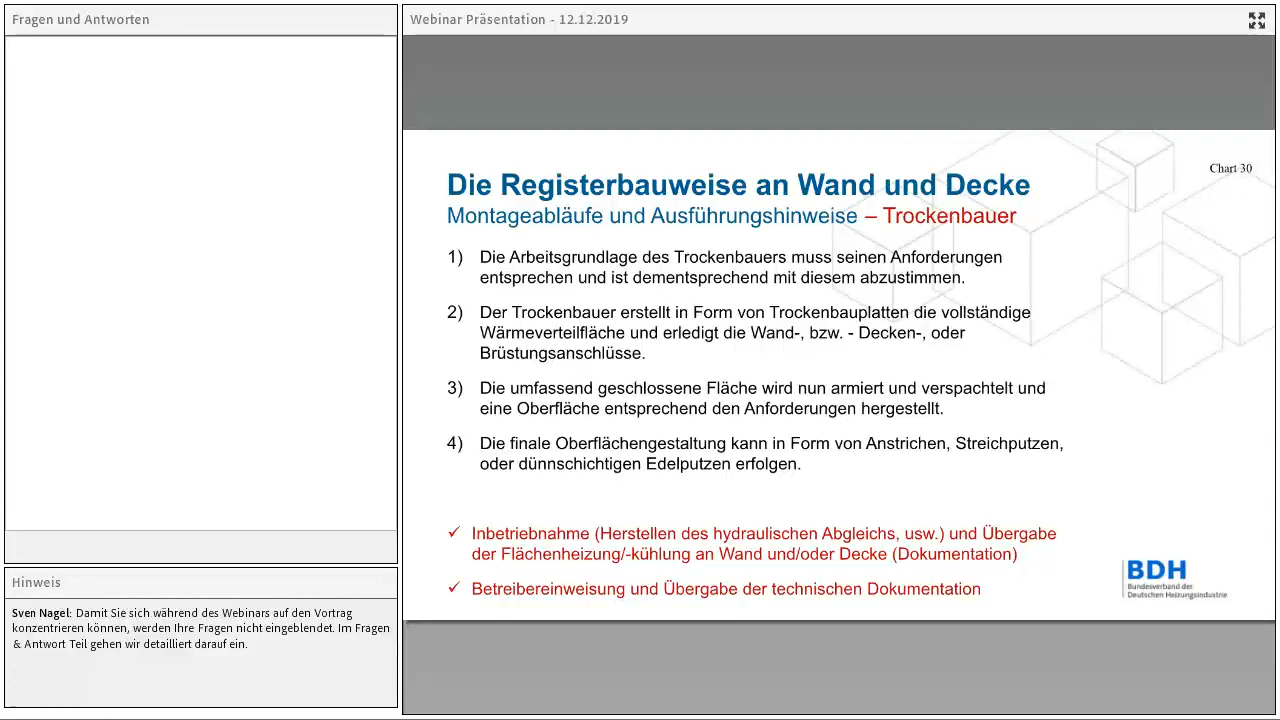 Fragen und Antworten
Hinweis
Sven Nagel: Damit Sie sich während des Webinars auf den Vortrag
konzentrieren können, werden Ihre Fragen nicht eingeblendet. Im Fragen
& Antwort Teil gehen wir detailliert darauf ein.
Webinar Präsentation - 12.12.2019
Chart 30
Die Registerbauweise an Wand und Decke
Montageabläufe und Ausführungshinweise – Trockenbauer
1) Die Arbeitsgrundlage des Trockenbauers muss seinen Anforderungen
entsprechen und ist dementsprechend mit diesem abzustimmen.
2) Der Trockenbauer erstellt in Form von Trockenbauplatten die vollständige
Wärmeverteilfläche und erledigt die Wand-, bzw. - Decken-, oder
Brüstungsanschlüsse.
3) Die umfassend geschlossene Fläche wird nun armiert und verspachtelt und
eine Oberfläche entsprechend den Anforderungen hergestellt.
4) Die finale Oberflächengestaltung kann in Form von Anstrichen, Streichputzen,
oder dünnschichtigen Edelputzen erfolgen.
✓ Inbetriebnahme (Herstellen des hydraulischen Abgleichs, usw.) und Übergabe
der Flächenheizung/-kühlung an Wand und/oder Decke (Dokumentation)
✓ Betreibereinweisung und Übergabe der technischen Dokumentation
BDH
Bundesverband der
Deutschen Heizungsindustrie